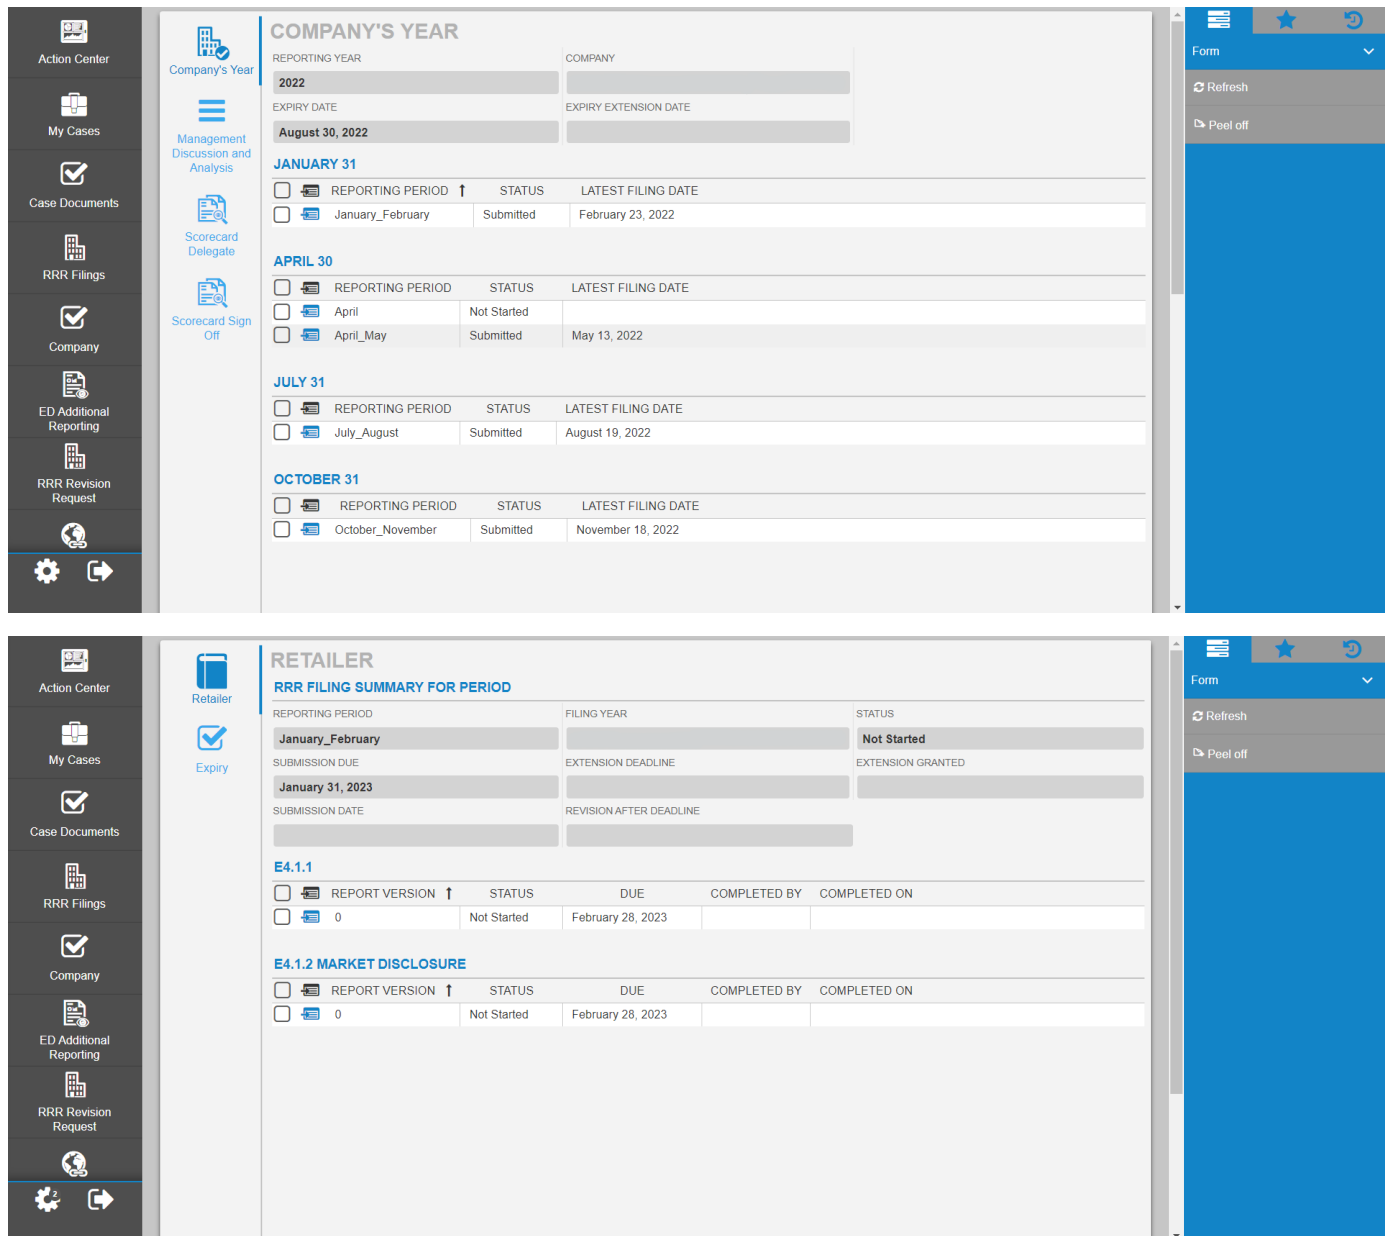 Action Center
My Cases
Case Documents
RRR Filings
Company
ED Additional
Reporting
RRR Revision
Request
Company's Year
Management
Discussion and
Analysis
Scorecard
Delegate
Scorecard Sign
Off
COMPANY'S YEAR
REPORTING YEAR COMPANY
2022
EXPIRY DATE EXPIRY EXTENSION DATE
August 30, 2022
JANUARY 31
REPORTING PERIOD ↑ STATUS LATEST FILING DATE
January_February Submitted February 23, 2022
APRIL 30
REPORTING PERIOD STATUS LATEST FILING DATE
April Not Started
April_May Submitted May 13, 2022
JULY 31
REPORTING PERIOD STATUS LATEST FILING DATE
July_August Submitted August 19, 2022
OCTOBER 31
REPORTING PERIOD STATUS LATEST FILING DATE
October_November Submitted November 18, 2022
Form
Refresh
Peel off
Action Center
My Cases
Case Documents
RRR Filings
Company
ED Additional
Reporting
RRR Revision
Request
2
Retailer
Expiry
RETAILER
RRR FILING SUMMARY FOR PERIOD
REPORTING PERIOD FILING YEAR STATUS
January_February Not Started
SUBMISSION DUE EXTENSION DEADLINE EXTENSION GRANTED
January 31, 2023
SUBMISSION DATE REVISION AFTER DEADLINE
E4.1.1
REPORT VERSION ↑ STATUS DUE COMPLETED BY COMPLETED ON
0 Not Started February 28, 2023
E4.1.2 MARKET DISCLOSURE
REPORT VERSION ↑ STATUS DUE COMPLETED BY COMPLETED ON
0 Not Started February 28, 2023
Form
Refresh
Peel off